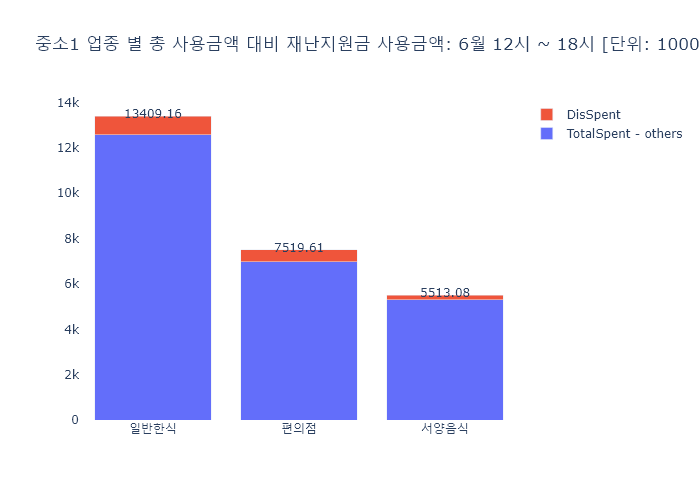 중소1 업종 별 총 사용금액 대비 재난지원금 사용금액: 6월 12시 ~ 18시 [단위: 1000
14k
12k
10k
8k
6k
4k
2k
0
13409.16
7519.61
5513.08
일반한식
편의점
서양음식
DisSpent
TotalSpent - others